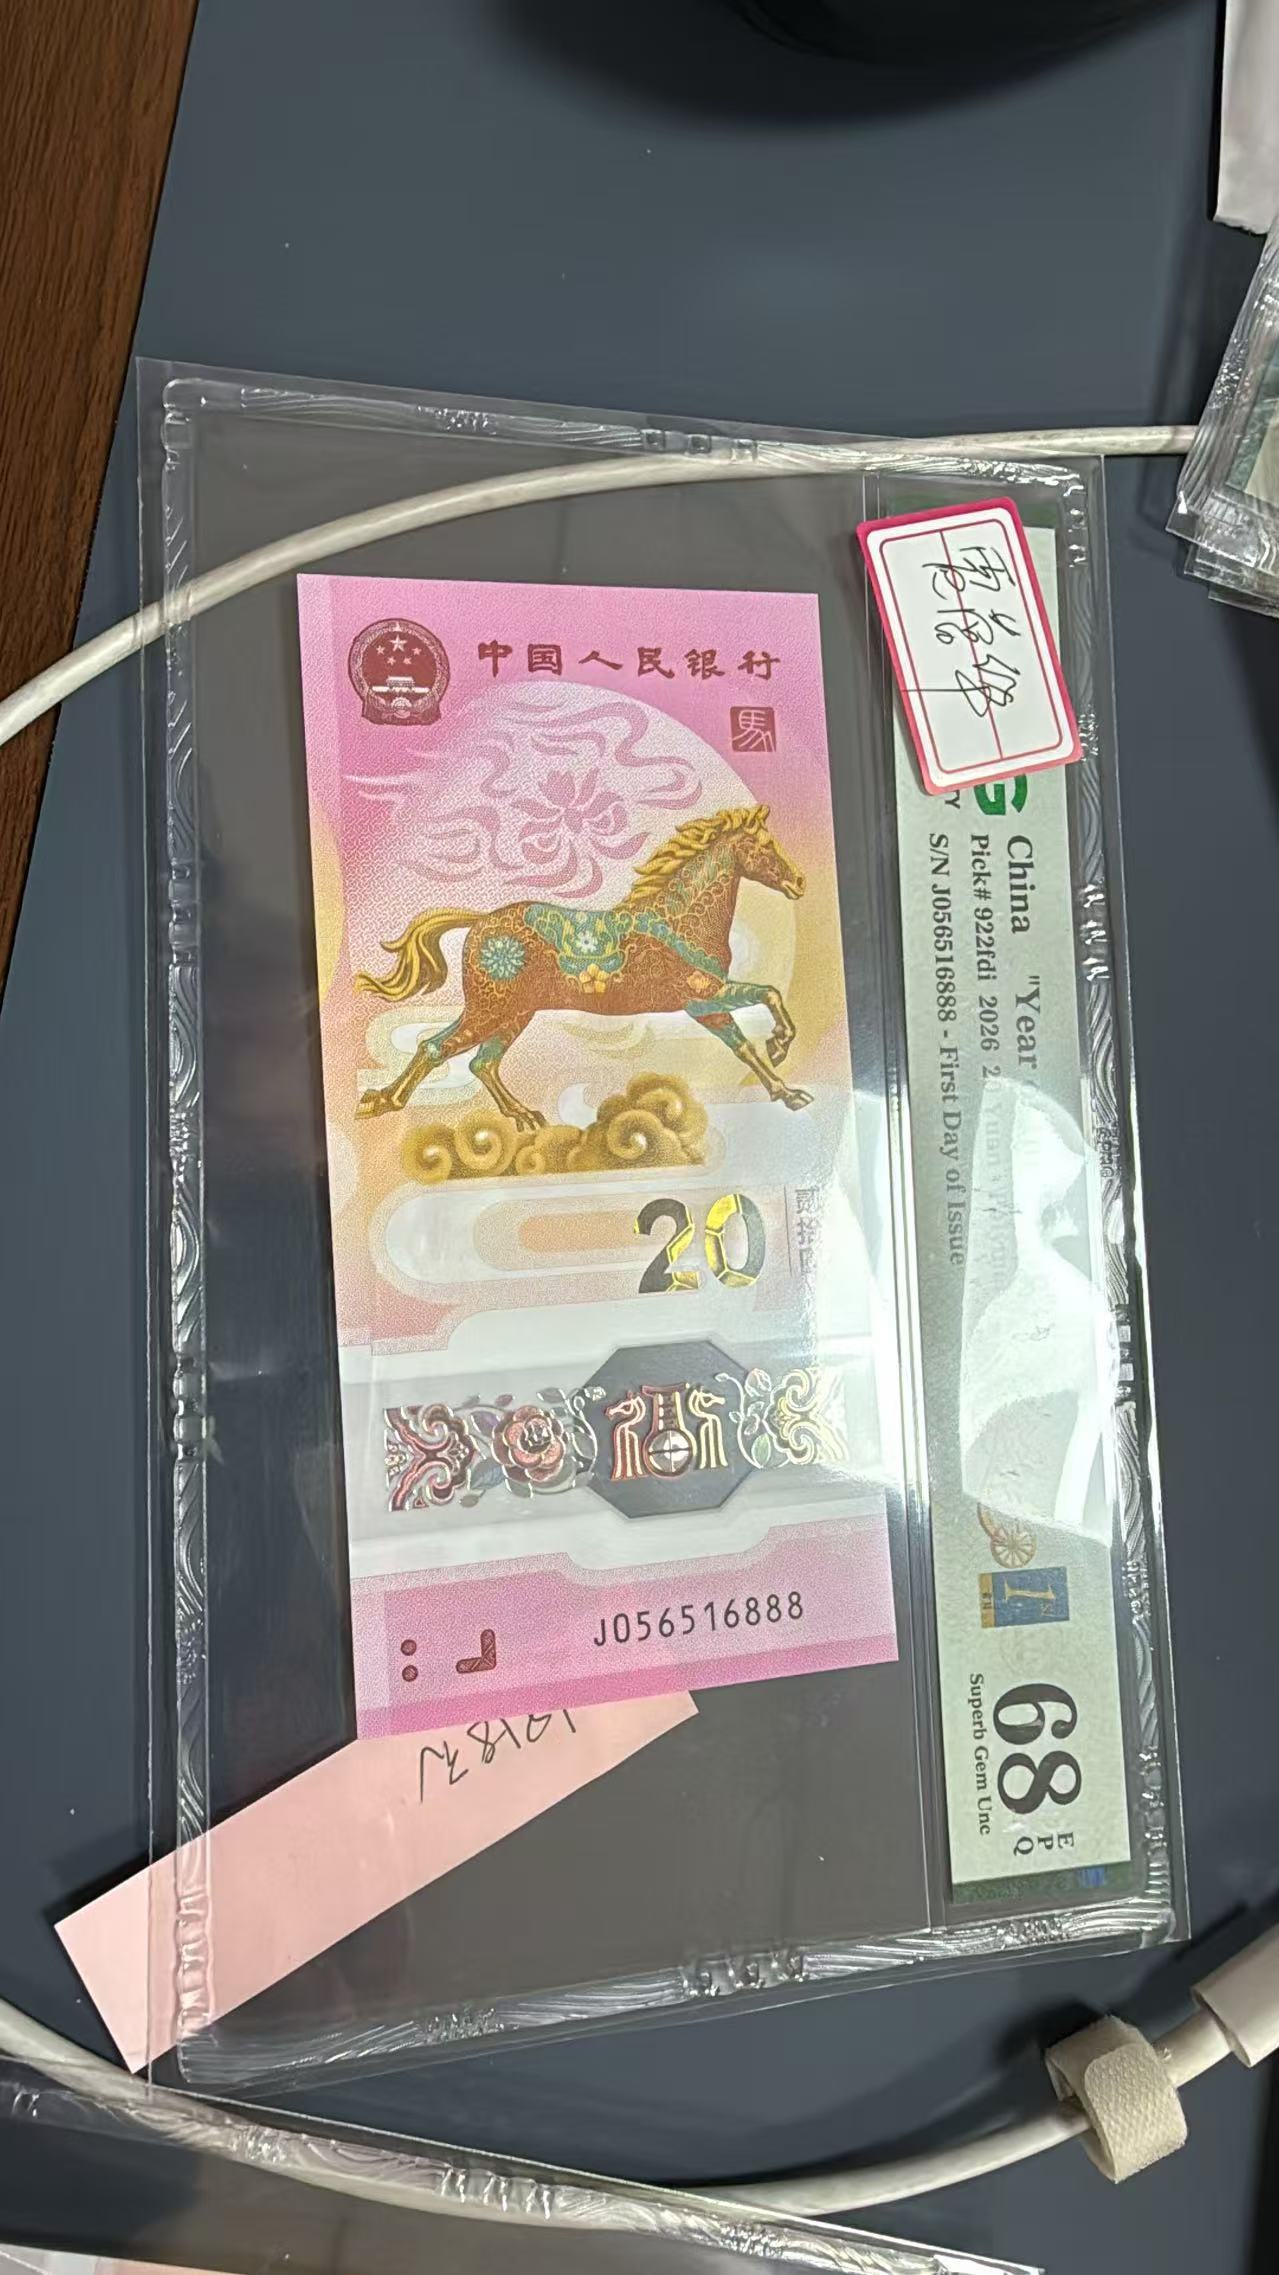 中国人民银行
馬
20
J056516888
China "Year
Pick# 922fdi 2026 20 Yuan
S/N J056516888 - First Day of Issue
68
EPQ
Superb Gem Unc